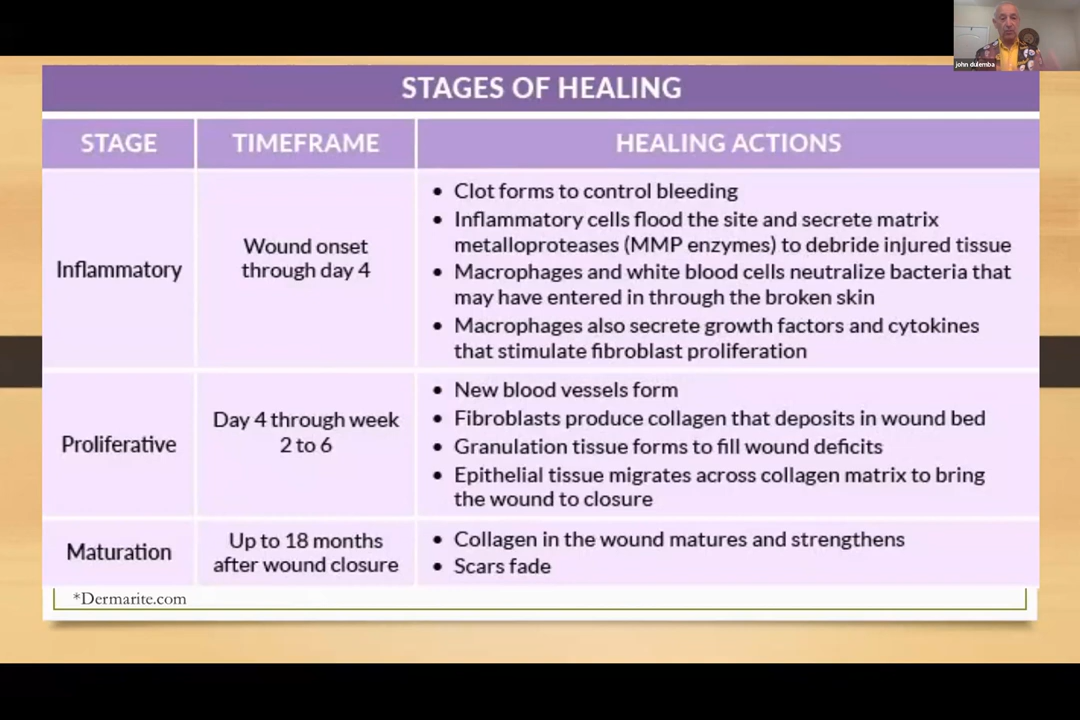 john dulemba
STAGES OF HEALING
STAGE
TIMEFRAME
HEALING ACTIONS
Inflammatory
Wound onset
through day 4
• Clot forms to control bleeding
• Inflammatory cells flood the site and secrete matrix
metalloproteases (MMP enzymes) to debride injured tissue
• Macrophages and white blood cells neutralize bacteria that
may have entered in through the broken skin
• Macrophages also secrete growth factors and cytokines
that stimulate fibroblast proliferation
Proliferative
Day 4 through week
2 to 6
• New blood vessels form
• Fibroblasts produce collagen that deposits in wound bed
• Granulation tissue forms to fill wound deficits
• Epithelial tissue migrates across collagen matrix to bring
the wound to closure
Maturation
Up to 18 months
after wound closure
• Collagen in the wound matures and strengthens
• Scars fade
*Dermarite.com